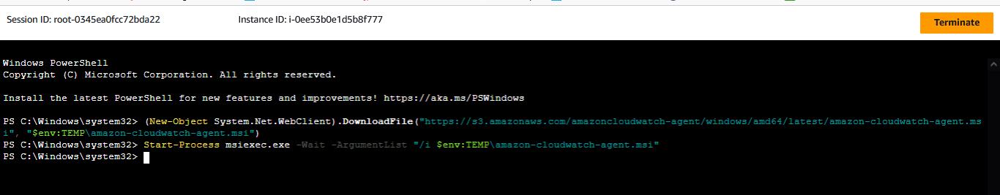 Session ID: root-0345ea0fcc72bda22 Instance ID: i-0ee53b0e1d5b8f777 Terminate
Windows PowerShell
Copyright (C) Microsoft Corporation. All rights reserved.
Install the latest PowerShell for new features and improvements! https://aka.ms/PSWindows
PS C:\Windows\system32> (New-Object System.Net.WebClient).DownloadFile("https://s3.amazonaws.com/amazoncloudwatch-agent/windows/amd64/latest/amazon-cloudwatch-agent.ms
i", "$env:TEMP\amazon-cloudwatch-agent.msi")
PS C:\Windows\system32> Start-Process msiexec.exe -Wait -ArgumentList "/i $env:TEMP\amazon-cloudwatch-agent.msi"
PS C:\Windows\system32>